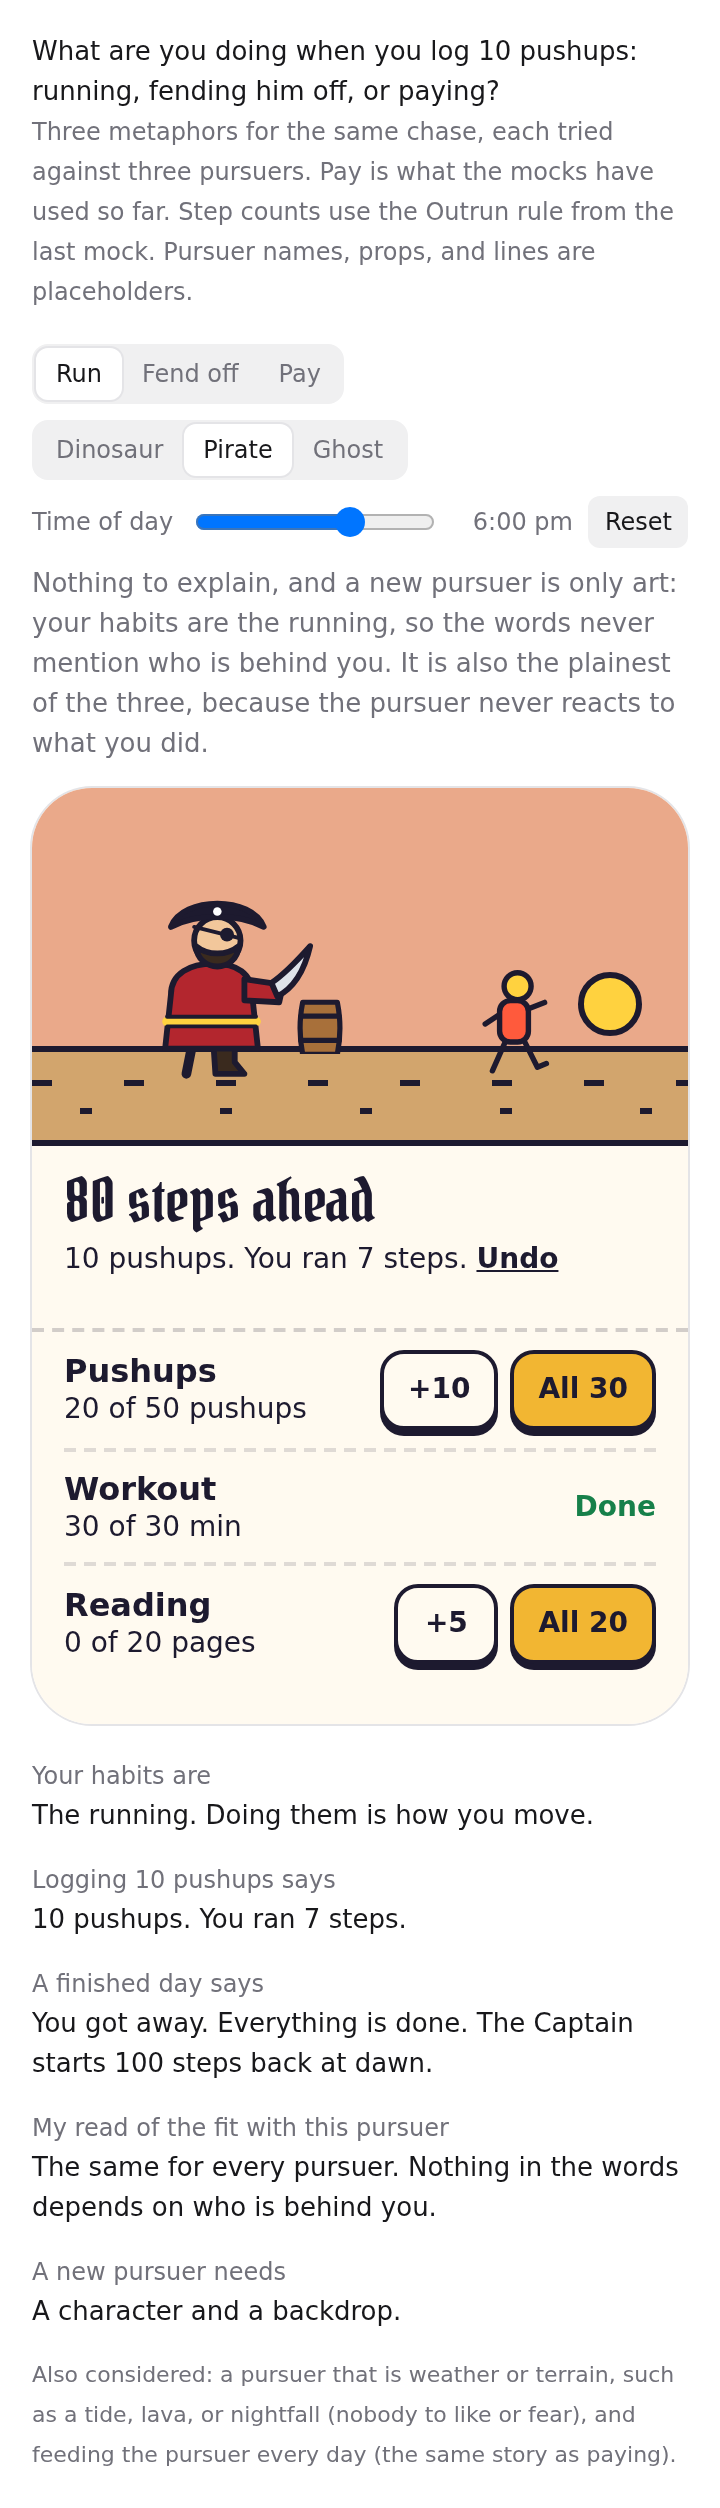 What are you doing when you log 10 pushups:
running, fending him off, or paying?
Three metaphors for the same chase, each tried
against three pursuers. Pay is what the mocks have
used so far. Step counts use the Outrun rule from the
last mock. Pursuer names, props, and lines are
placeholders.
Run Fend off Pay
Dinosaur Pirate Ghost
Time of day 6:00 pm Reset
Nothing to explain, and a new pursuer is only art:
your habits are the running, so the words never
mention who is behind you. It is also the plainest
of the three, because the pursuer never reacts to
what you did.
80 steps ahead
10 pushups. You ran 7 steps. Undo
Pushups
20 of 50 pushups
+10 All 30
Workout
30 of 30 min
Done
Reading
0 of 20 pages
+5 All 20
Your habits are
The running. Doing them is how you move.
Logging 10 pushups says
10 pushups. You ran 7 steps.
A finished day says
You got away. Everything is done. The Captain
starts 100 steps back at dawn.
My read of the fit with this pursuer
The same for every pursuer. Nothing in the words
depends on who is behind you.
A new pursuer needs
A character and a backdrop.
Also considered: a pursuer that is weather or terrain, such
as a tide, lava, or nightfall (nobody to like or fear), and
feeding the pursuer every day (the same story as paying).